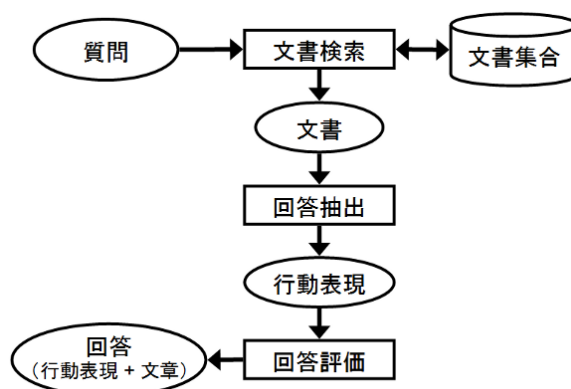 質問
文書検索
文書集合
文書
回答抽出
行動表現
回答
（行動表現 + 文章）
回答評価